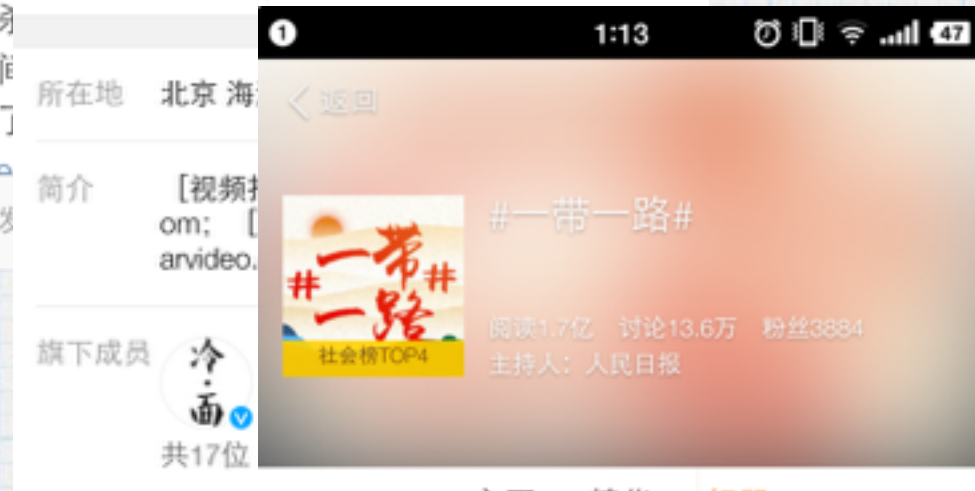 所在地 北京 海
简介 [视频
om; [
arvideo.
旗下成员
冷·面
共17位
1 1:13 47
返回
#一带一路#
#一带一路#
社会榜TOP4
阅读1.7亿 讨论13.6万 粉丝3884
主持人：人民日报